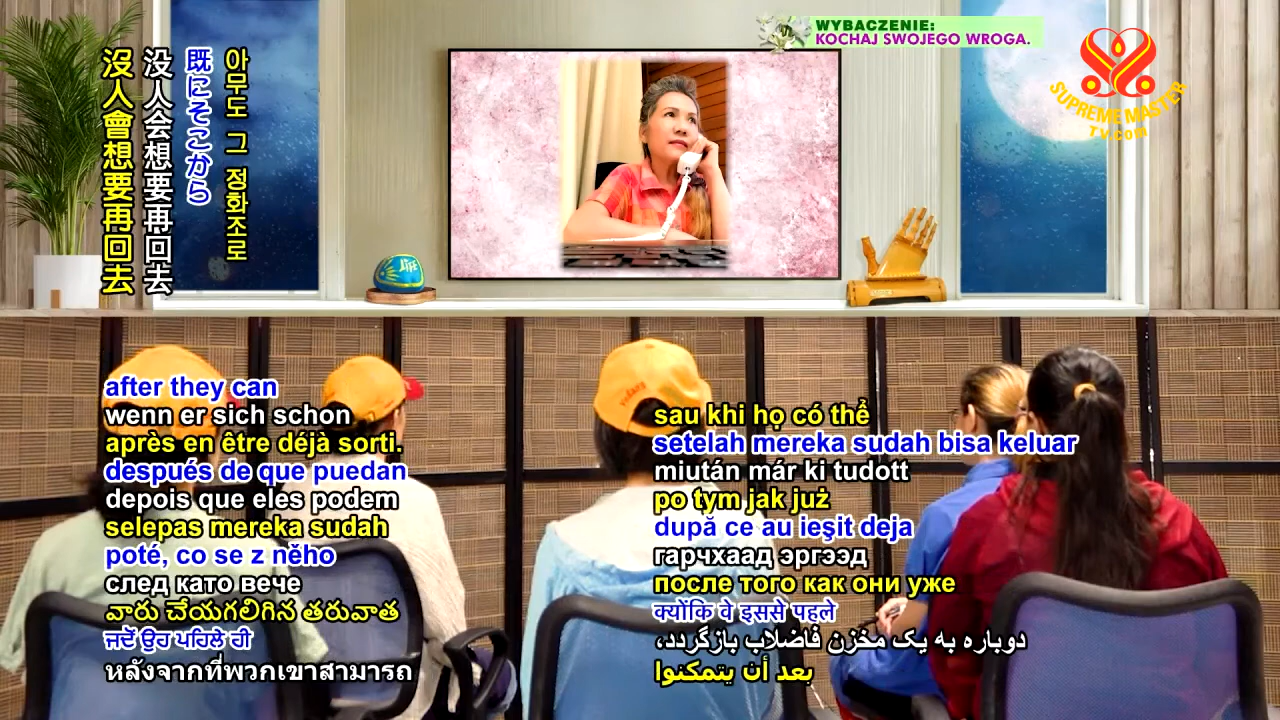 WYBACZENIE:
KOCHAJ SWOJEGO WROGA.
SUPREME MASTER
TV.com
아무도 그 정화조로
既にそこから
没人会想要再回去
沒人會想要再回去
LIFE
after they can
wenn er sich schon
après en être déjà sorti.
después de que puedan
depois que eles podem
selepas mereka sudah
poté, co se z něho
след като вече
వారు చేయగలిగిన తరువాత
ਜਦੋਂ ਉਹ ਪਹਿਲੇ ਹੀ
หลังจากที่พวกเขาสามารถ
sau khi họ có thể
setelah mereka sudah bisa keluar
miután már ki tudott
po tym jak już
după ce au ieşit deja
гарчхаад эргээд
после того как они уже
क्योंकि वे इससे पहले
دوباره به یک مخزن فاضلاب بازگردد،
بعد أن يتمكنوا